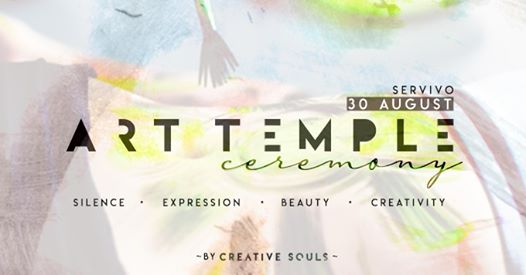 SERVIVO
30 AUGUST
ART TEMPLE
ceremony
SILENCE • EXPRESSION • BEAUTY • CREATIVITY
~BY CREATIVE SOULS~